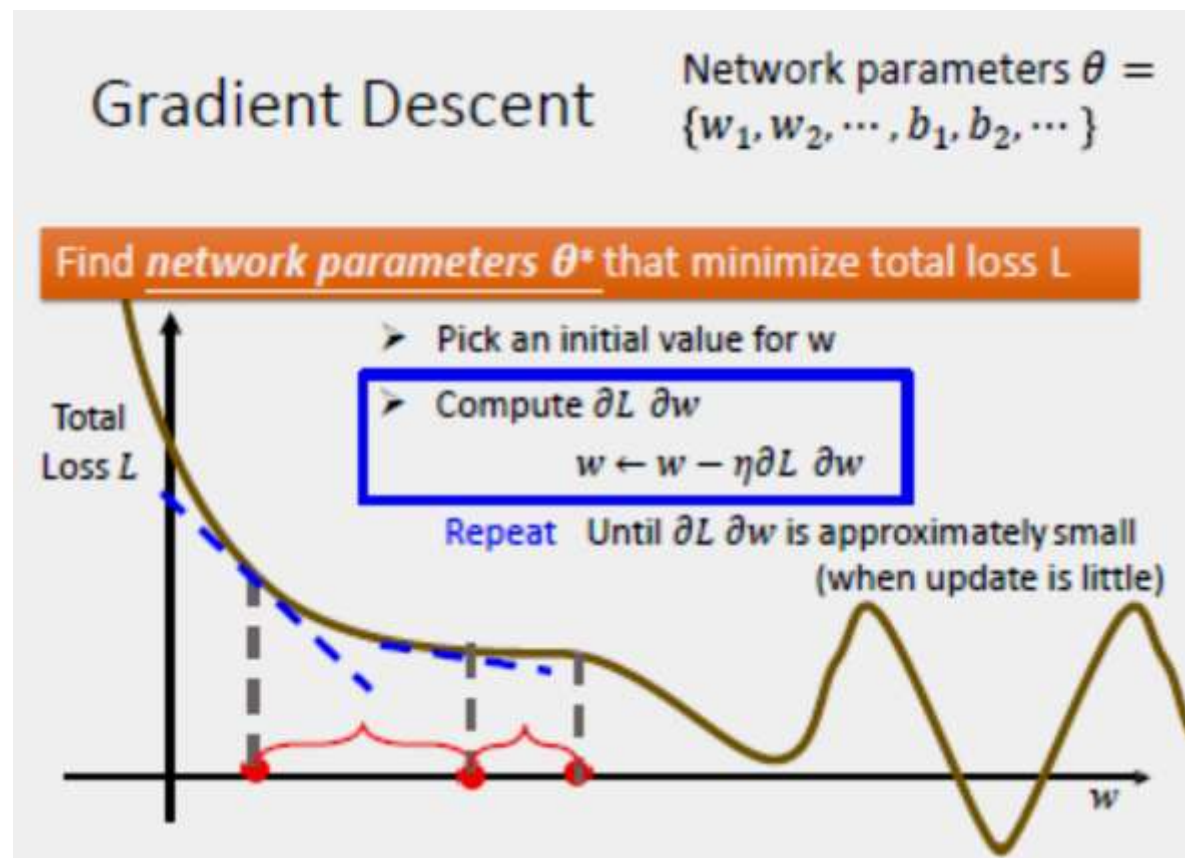 Gradient Descent
Network parameters θ =
{w₁, w₂, ⋯ , b₁, b₂, ⋯ }
Find network parameters θ* that minimize total loss L
➤ Pick an initial value for w
➤ Compute ∂L ∂w
w ← w − η∂L ∂w
Repeat Until ∂L ∂w is approximately small
(when update is little)
Total
Loss L
w